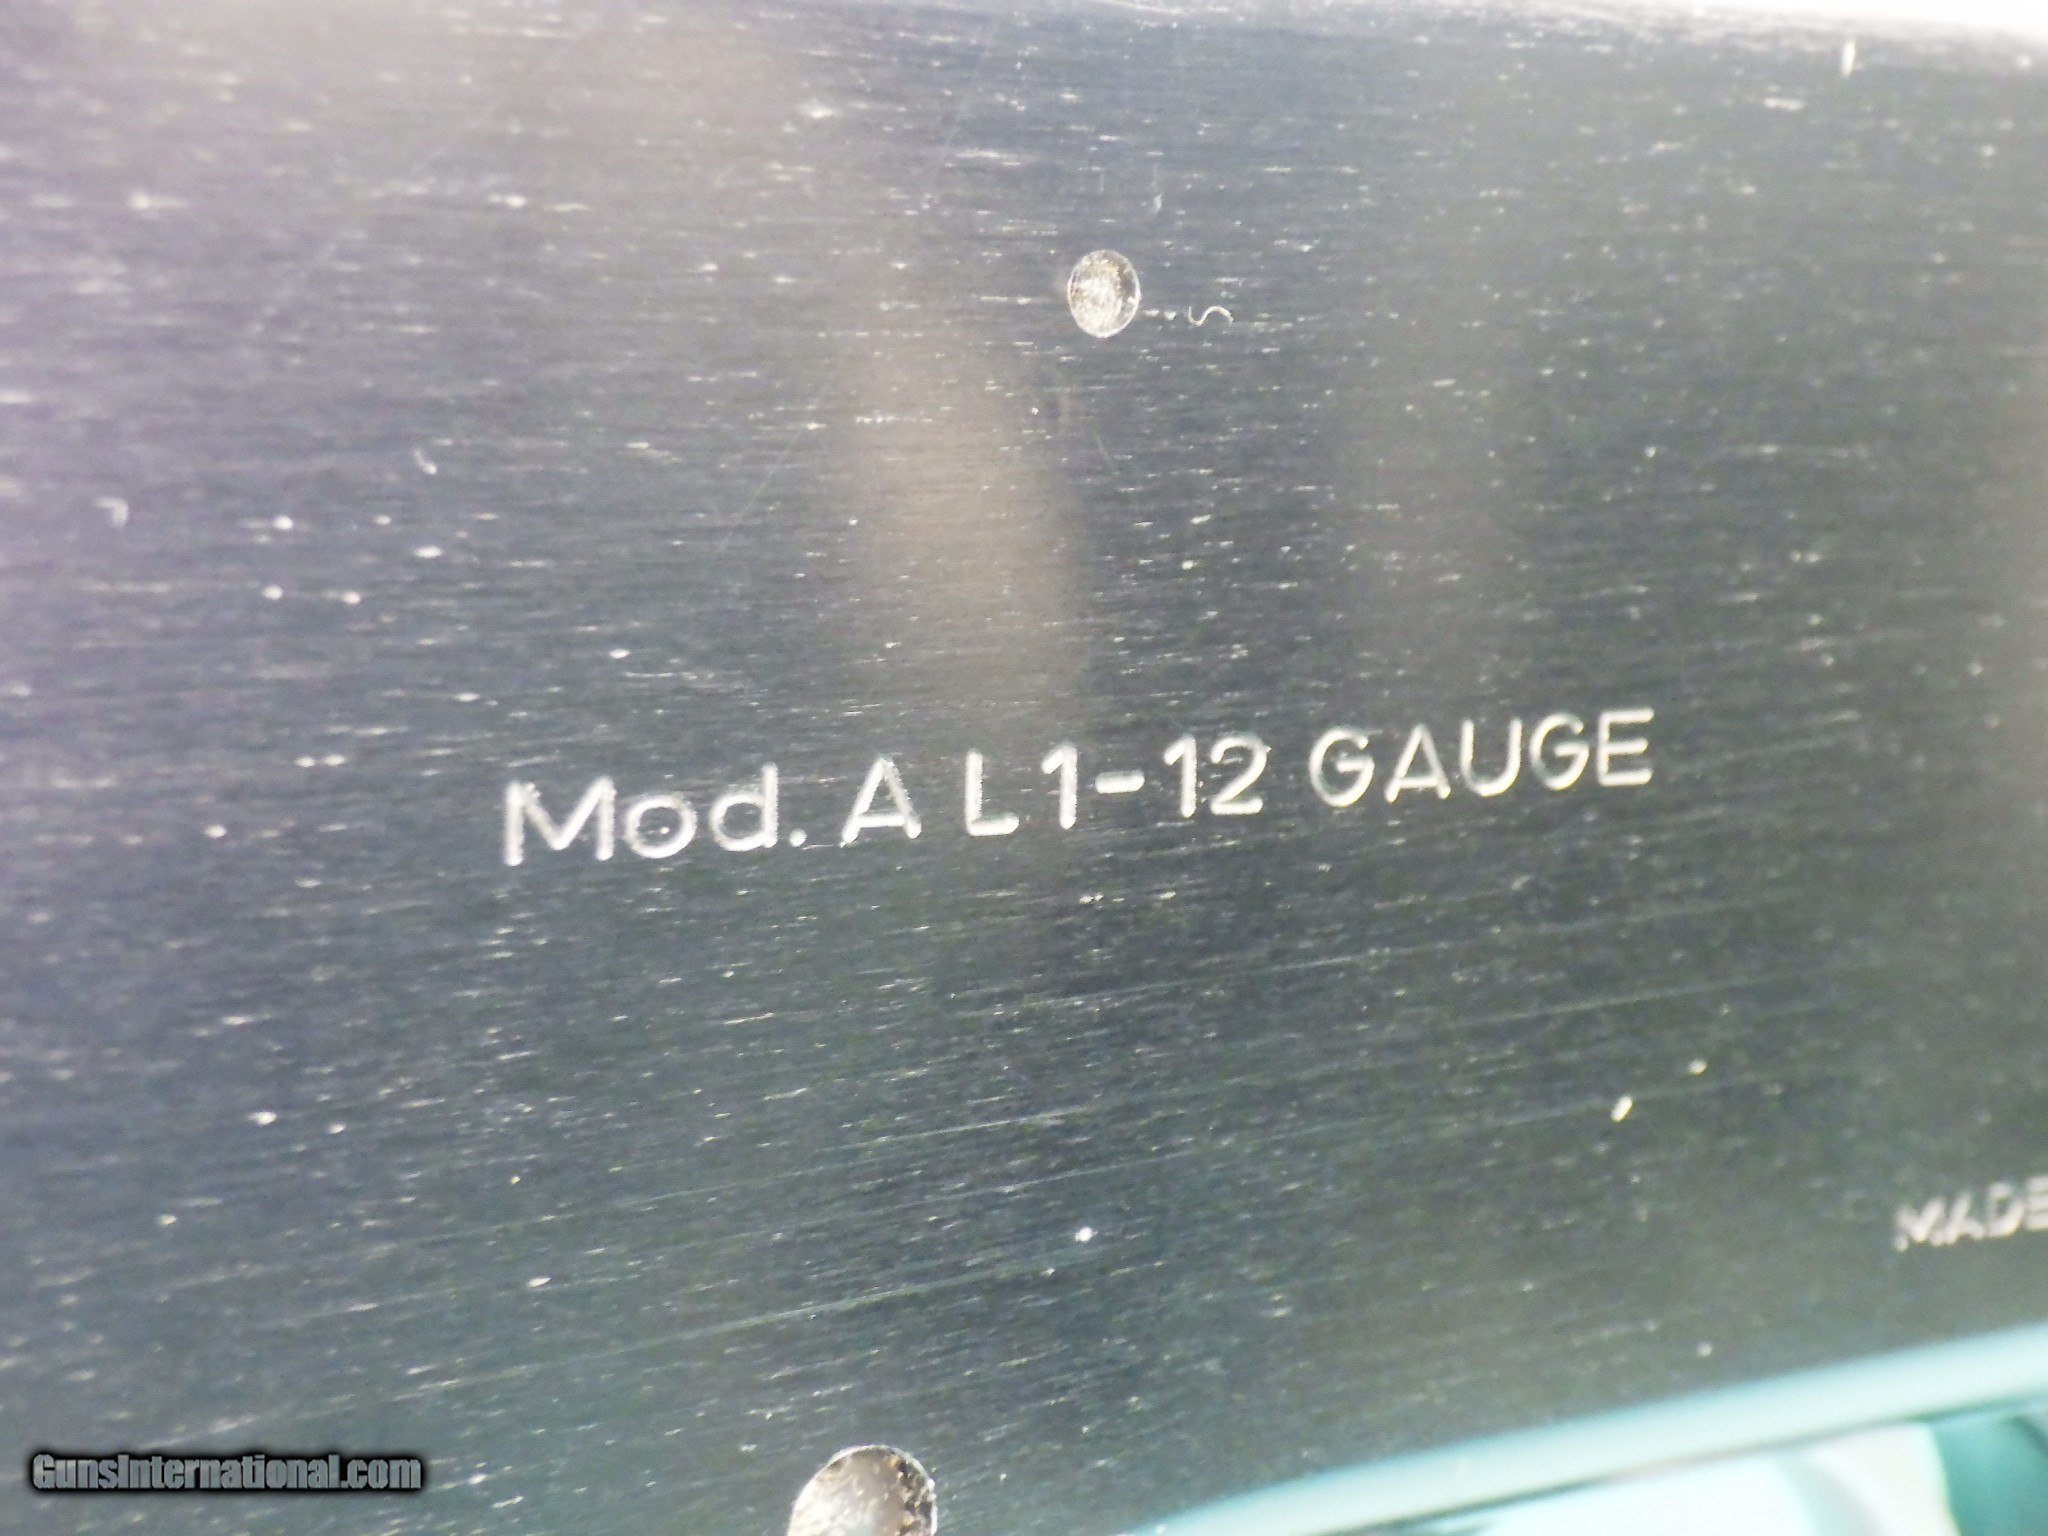 Mod. A L1-12 GAUGE
MADE
GunsInternational.com